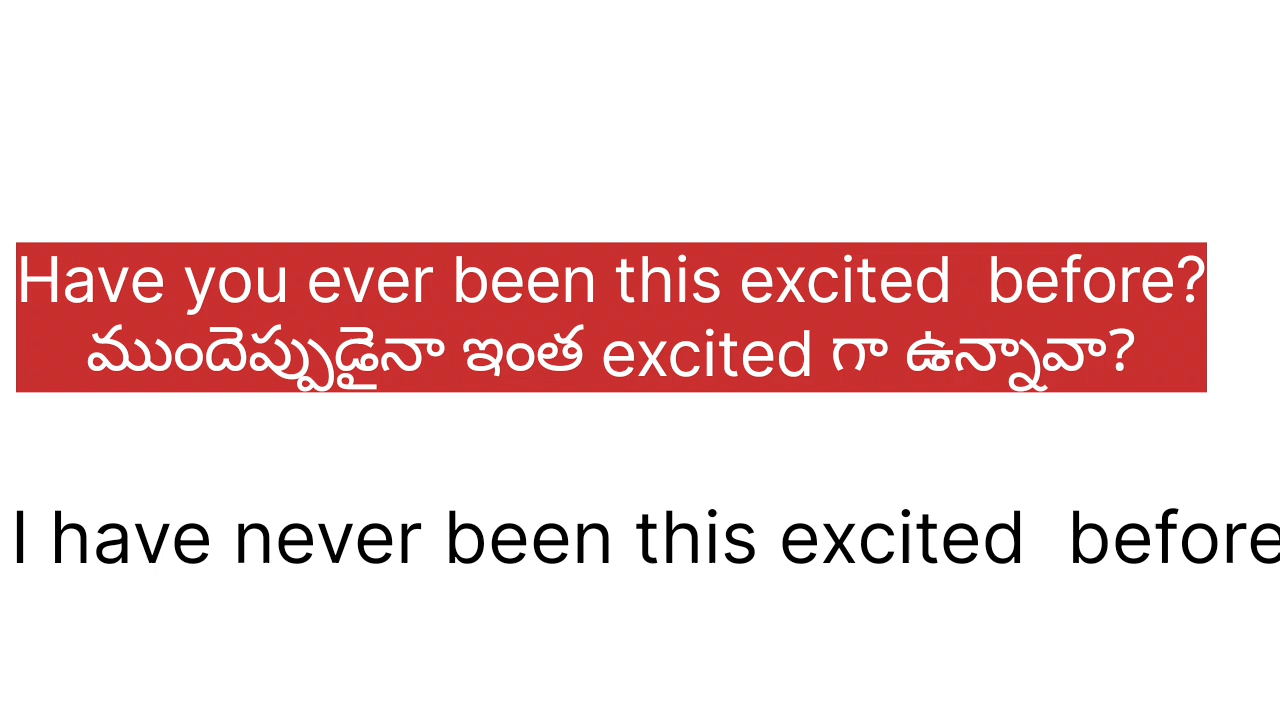 Have you ever been this excited  before?
ముందెప్పుడైనా ఇంత excited గా ఉన్నావా?
I have never been this excited  before